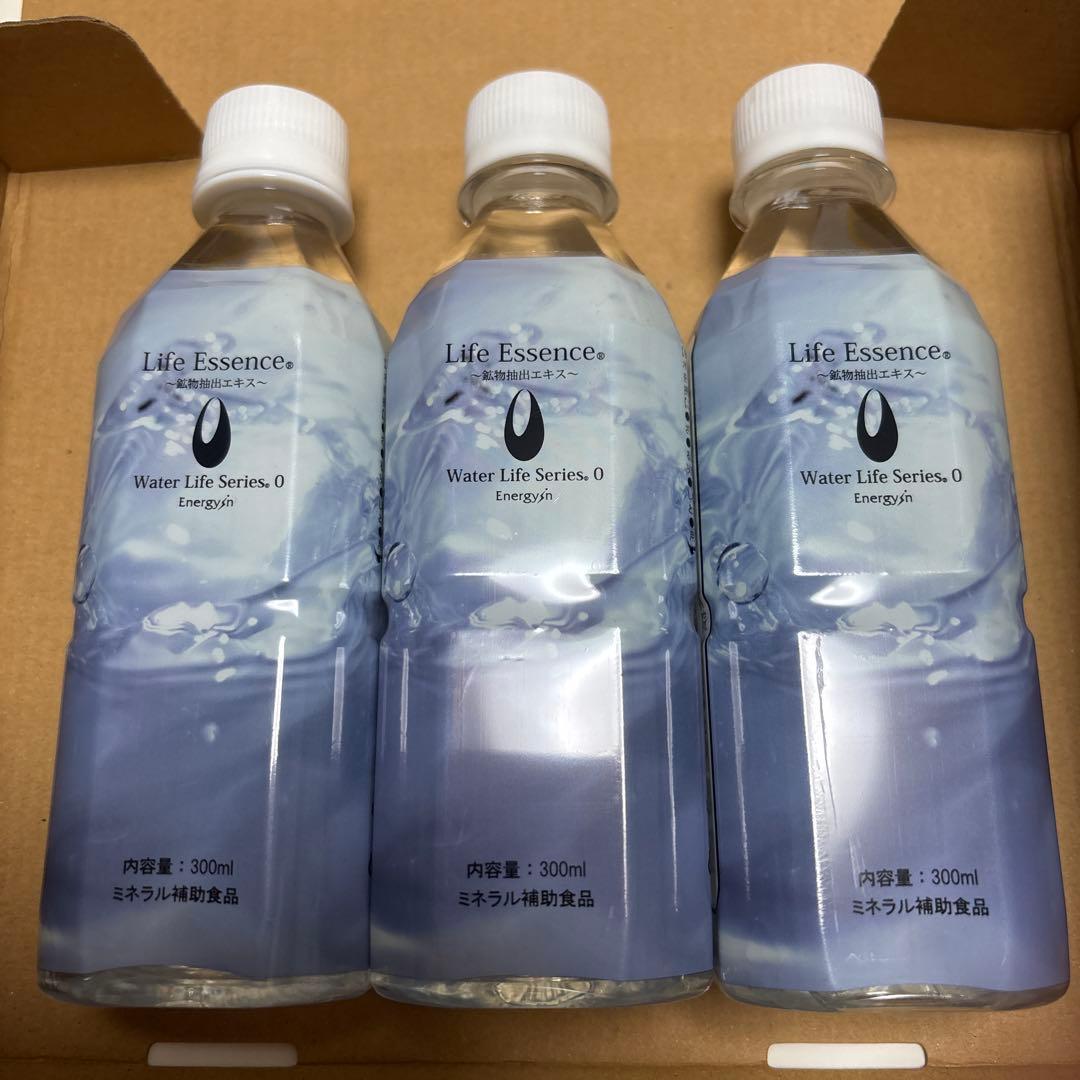 Life Essence®
～鉱物抽出エキス～
Water Life Series® 0
Energysin
内容量：300ml
ミネラル補助食品
Life Essence®
～鉱物抽出エキス～
Water Life Series® 0
Energysin
内容量：300ml
ミネラル補助食品
Life Essence®
～鉱物抽出エキス～
Water Life Series® 0
Energysin
内容量：300ml
ミネラル補助食品